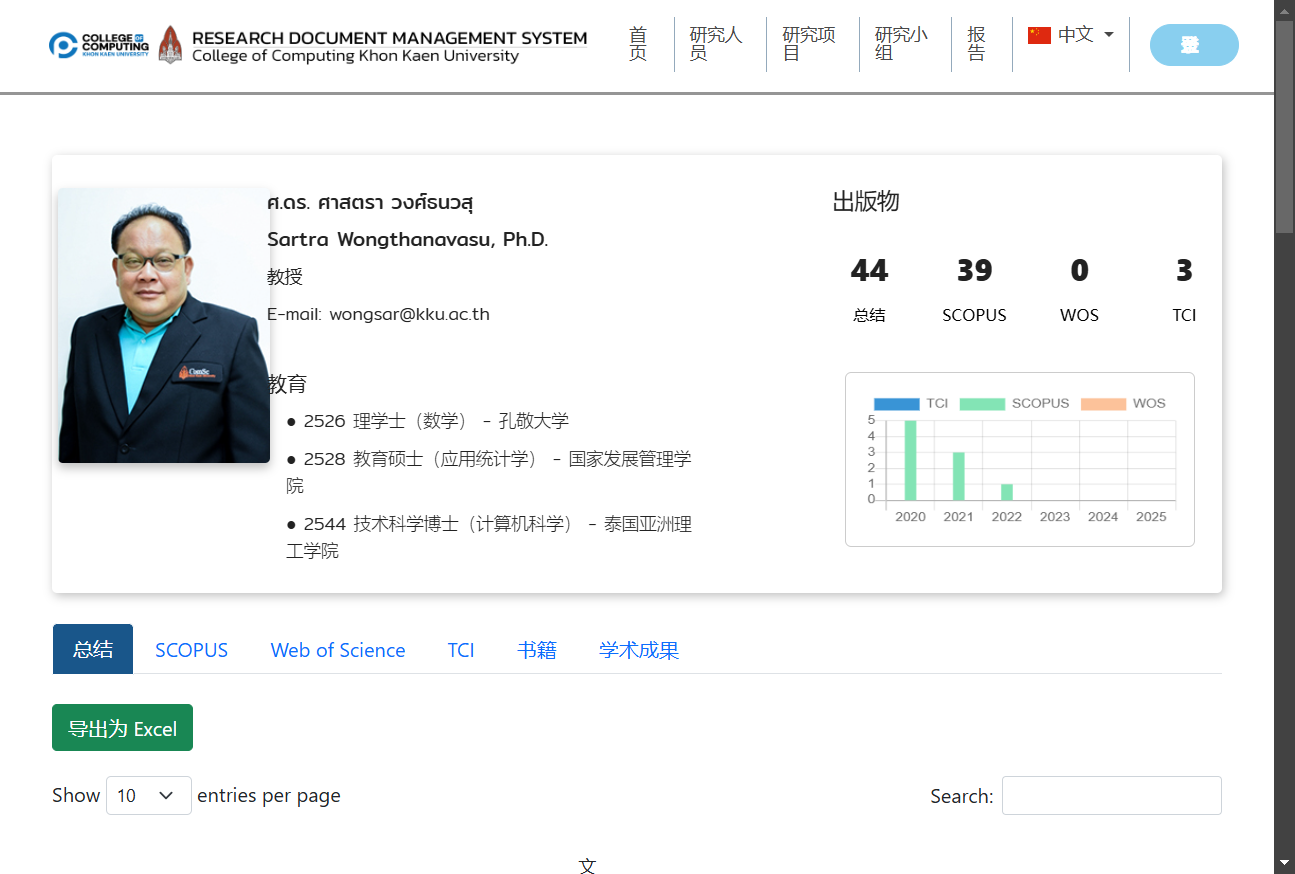 COLLEGE OF
COMPUTING
KHON KAEN UNIVERSITY
RESEARCH DOCUMENT MANAGEMENT SYSTEM
College of Computing Khon Kaen University
首页
研究人员
研究项目
研究小组
报告
中文
ศ.ดร. ศาสตรา วงศ์ธนวสุ
Sartra Wongthanavasu, Ph.D.
教授
E-mail: wongsar@kku.ac.th
教育
● 2526 理学士（数学） - 孔敬大学
● 2528 教育硕士（应用统计学） - 国家发展管理学
院
● 2544 技术科学博士（计算机科学） - 泰国亚洲理
工学院
出版物
44 39 0 3
总结 SCOPUS WOS TCI
TCI SCOPUS WOS
5
4
3
2
1
0
2020 2021 2022 2023 2024 2025
总结 SCOPUS Web of Science TCI 书籍 学术成果
导出为 Excel
Show 10 entries per page
Search:
文